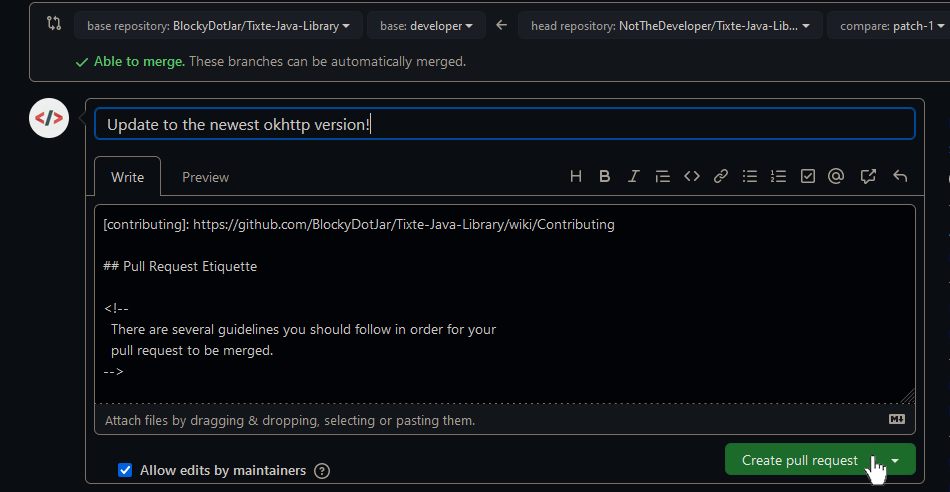 base repository: BlockyDotJar/Tixte-Java-Library base: developer head repository: NotTheDeveloper/Tixte-Java-Lib... compare: patch-1
Able to merge. These branches can be automatically merged.
</> Update to the newest okhttp version!
Write Preview
[contributing]: https://github.com/BlockyDotJar/Tixte-Java-Library/wiki/Contributing
## Pull Request Etiquette
<!--
There are several guidelines you should follow in order for your
pull request to be merged.
-->
Attach files by dragging & dropping, selecting or pasting them.
Create pull request
Allow edits by maintainers